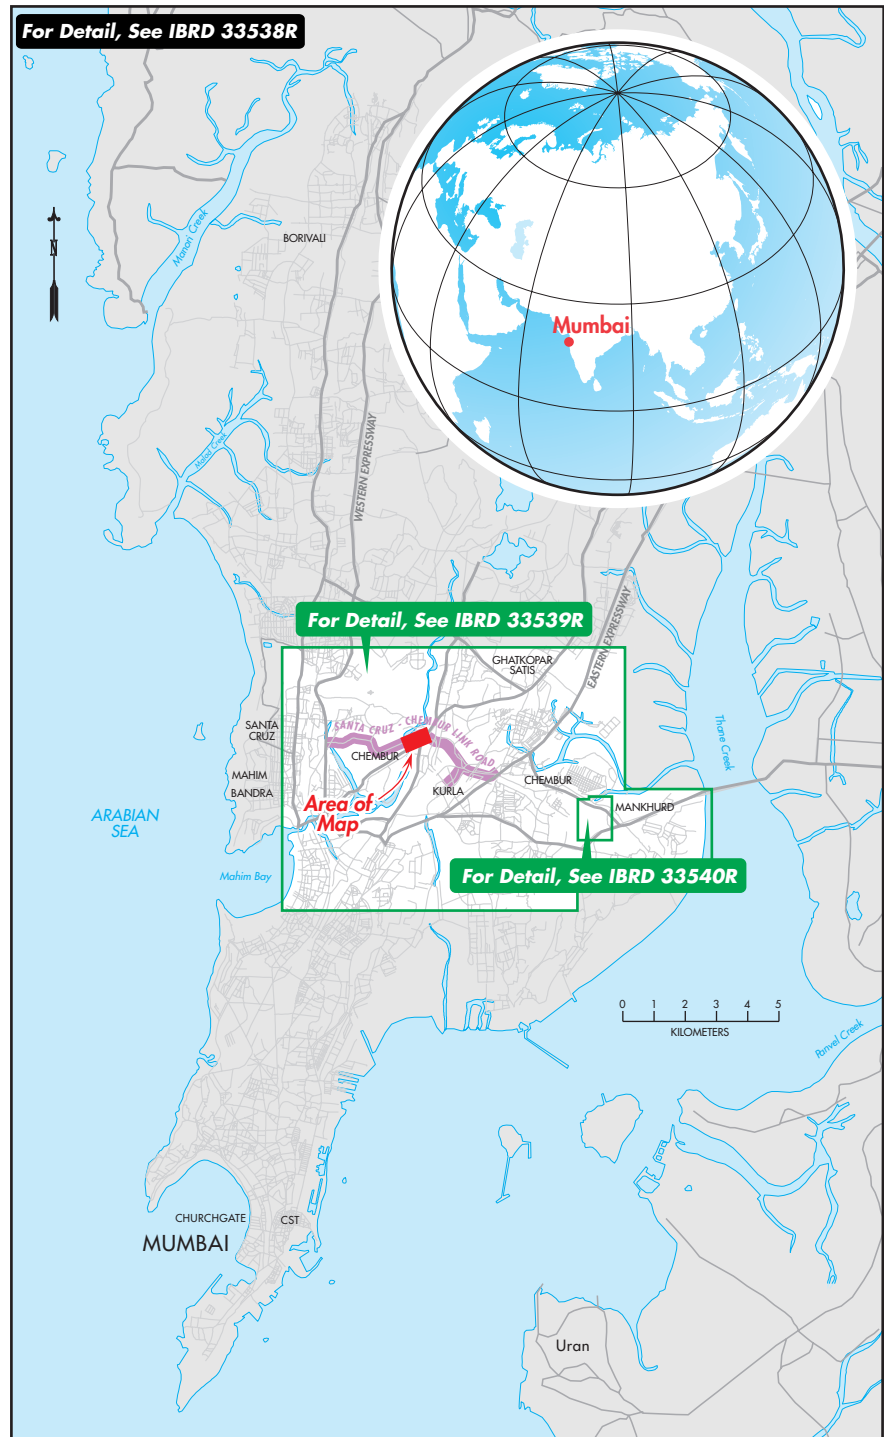 For Detail, See IBRD 33538R
Manori Creek
N
BORIVALI
Mumbai
Malad Creek
WESTERN EXPRESSWAY
For Detail, See IBRD 33539R
GHATKOPAR
SATIS
EASTERN EXPRESSWAY
SANTA CRUZ - CHEMBUR LINK ROAD
SANTA
CRUZ
CHEMBUR
Thane Creek
MAHIM
BANDRA
KURLA
CHEMBUR
MANKHURD
Area of
Map
ARABIAN
SEA
Mahim Bay
For Detail, See IBRD 33540R
0 1 2 3 4 5
KILOMETERS
Panvel Creek
CHURCHGATE
CST
MUMBAI
Uran